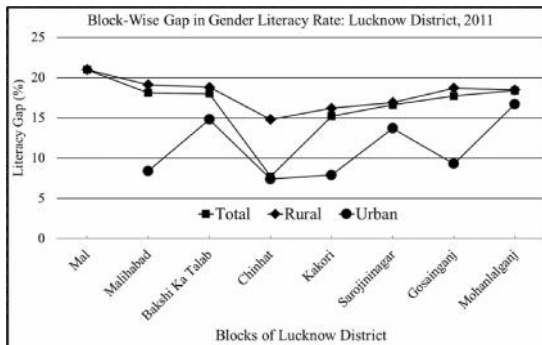 Block-Wise Gap in Gender Literacy Rate: Lucknow District, 2011
25
20
15
10
5
0
Literacy Gap (%)
Total Rural Urban
Mal
Malihabad
Bakshi Ka Talab
Chinhat
Kakori
Sarojininagar
Gosainganj
Mohanlalganj
Blocks of Lucknow District